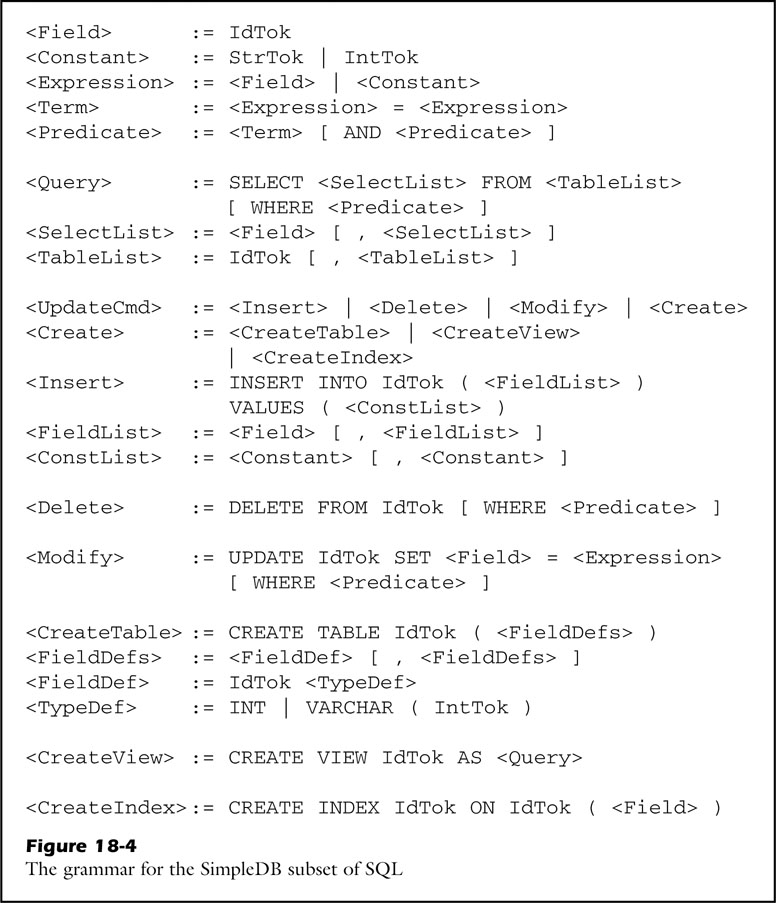 <Field> := IdTok
<Constant> := StrTok | IntTok
<Expression> := <Field> | <Constant>
<Term> := <Expression> = <Expression>
<Predicate> := <Term> [ AND <Predicate> ]
<Query> := SELECT <SelectList> FROM <TableList>
[ WHERE <Predicate> ]
<SelectList> := <Field> [ , <SelectList> ]
<TableList> := IdTok [ , <TableList> ]
<UpdateCmd> := <Insert> | <Delete> | <Modify> | <Create>
<Create> := <CreateTable> | <CreateView>
| <CreateIndex>
<Insert> := INSERT INTO IdTok ( <FieldList> )
VALUES ( <ConstList> )
<FieldList> := <Field> [ , <FieldList> ]
<ConstList> := <Constant> [ , <Constant> ]
<Delete> := DELETE FROM IdTok [ WHERE <Predicate> ]
<Modify> := UPDATE IdTok SET <Field> = <Expression>
[ WHERE <Predicate> ]
<CreateTable> := CREATE TABLE IdTok ( <FieldDefs> )
<FieldDefs> := <FieldDef> [ , <FieldDefs> ]
<FieldDef> := IdTok <TypeDef>
<TypeDef> := INT | VARCHAR ( IntTok )
<CreateView> := CREATE VIEW IdTok AS <Query>
<CreateIndex> := CREATE INDEX IdTok ON IdTok ( <Field> )
Figure 18-4
The grammar for the SimpleDB subset of SQL